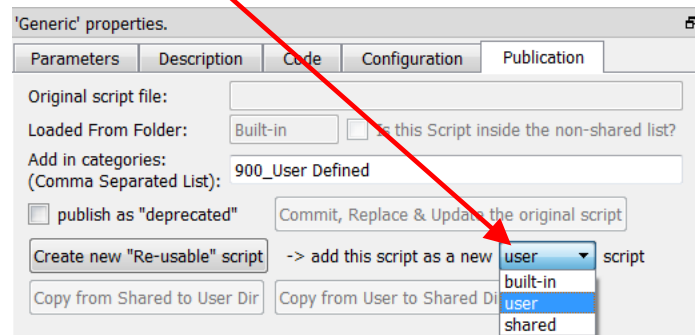 'Generic' properties.
Parameters Description Code Configuration Publication
Original script file:
Loaded From Folder: Built-in Is this Script inside the non-shared list?
Add in categories:
(Comma Separated List): 900_User Defined
publish as "deprecated" Commit, Replace & Update the original script
Create new "Re-usable" script -> add this script as a new user script
built-in
Copy from Shared to User Dir Copy from User to Shared Di user
shared